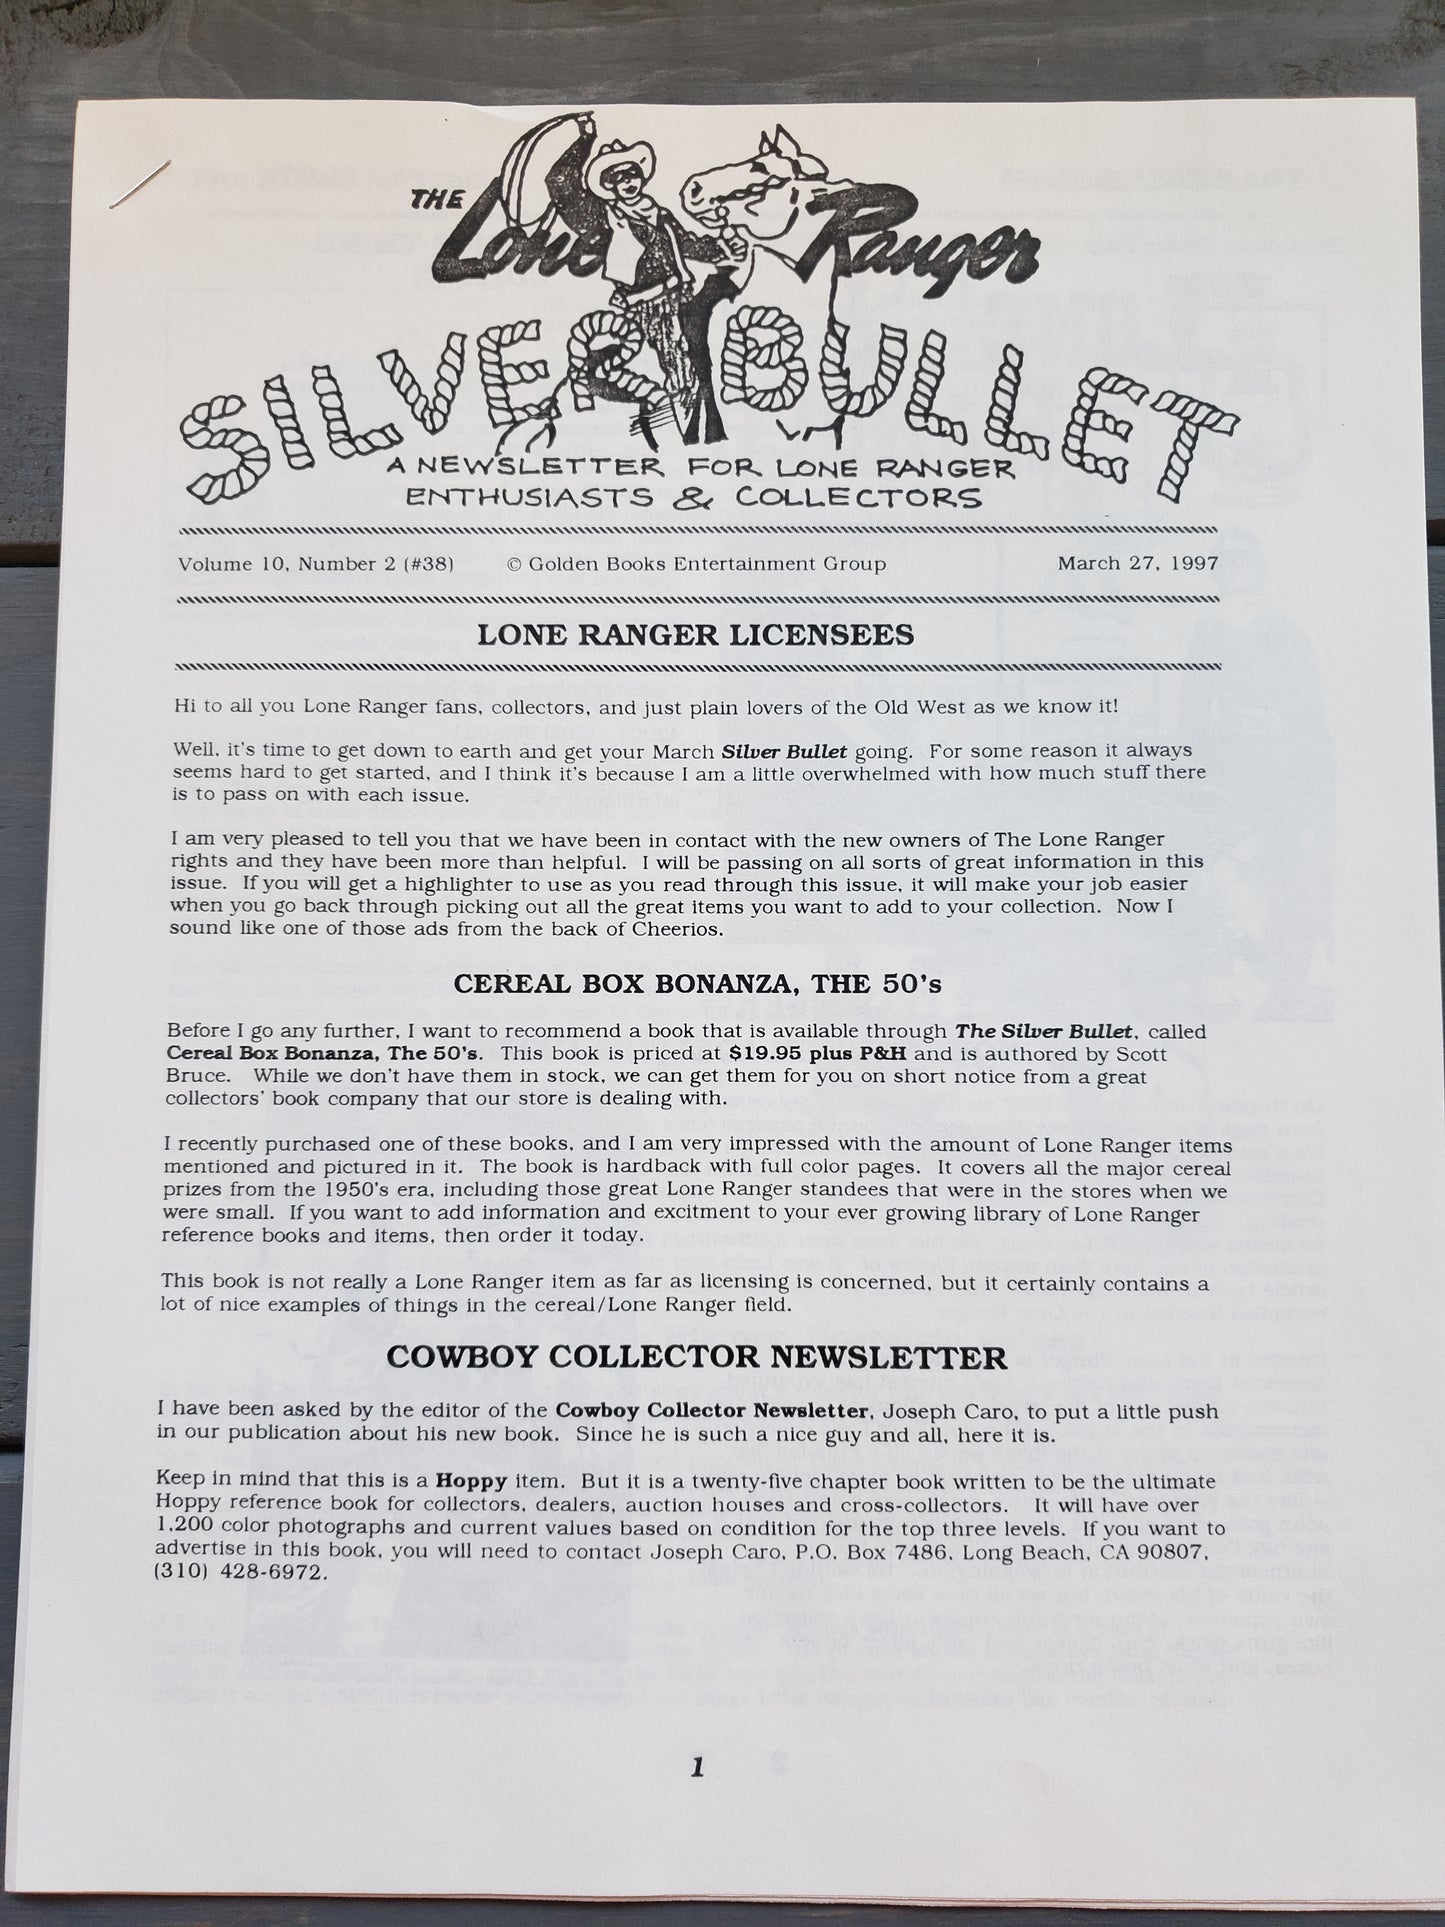 THE Lone Ranger
SILVER BULLET
A NEWSLETTER FOR LONE RANGER
ENTHUSIASTS & COLLECTORS
Volume 10, Number 2 (#38) © Golden Books Entertainment Group March 27, 1997
LONE RANGER LICENSEES
Hi to all you Lone Ranger fans, collectors, and just plain lovers of the Old West as we know it!
Well, it's time to get down to earth and get your March Silver Bullet going. For some reason it always
seems hard to get started, and I think it's because I am a little overwhelmed with how much stuff there
is to pass on with each issue.
I am very pleased to tell you that we have been in contact with the new owners of The Lone Ranger
rights and they have been more than helpful. I will be passing on all sorts of great information in this
issue. If you will get a highlighter to use as you read through this issue, it will make your job easier
when you go back through picking out all the great items you want to add to your collection. Now I
sound like one of those ads from the back of Cheerios.
CEREAL BOX BONANZA, THE 50's
Before I go any further, I want to recommend a book that is available through The Silver Bullet, called
Cereal Box Bonanza, The 50's. This book is priced at $19.95 plus P&H and is authored by Scott
Bruce. While we don't have them in stock, we can get them for you on short notice from a great
collectors' book company that our store is dealing with.
I recently purchased one of these books, and I am very impressed with the amount of Lone Ranger items
mentioned and pictured in it. The book is hardback with full color pages. It covers all the major cereal
prizes from the 1950's era, including those great Lone Ranger standees that were in the stores when we
were small. If you want to add information and excitment to your ever growing library of Lone Ranger
reference books and items, then order it today.
This book is not really a Lone Ranger item as far as licensing is concerned, but it certainly contains a
lot of nice examples of things in the cereal/Lone Ranger field.
COWBOY COLLECTOR NEWSLETTER
I have been asked by the editor of the Cowboy Collector Newsletter, Joseph Caro, to put a little push
in our publication about his new book. Since he is such a nice guy and all, here it is.
Keep in mind that this is a Hoppy item. But it is a twenty-five chapter book written to be the ultimate
Hoppy reference book for collectors, dealers, auction houses and cross-collectors. It will have over
1,200 color photographs and current values based on condition for the top three levels. If you want to
advertise in this book, you will need to contact Joseph Caro, P.O. Box 7486, Long Beach, CA 90807,
(310) 428-6972.
1